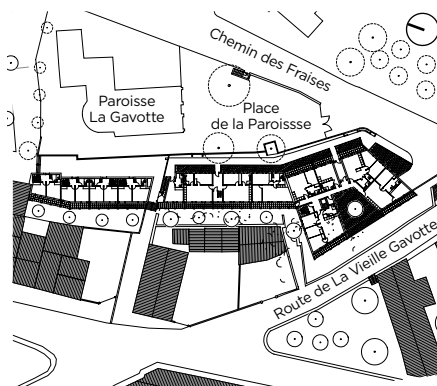 Chemin des Fraises
Paroisse
La Gavotte
Place
de la Paroissse
Route de La Vieille Gavotte